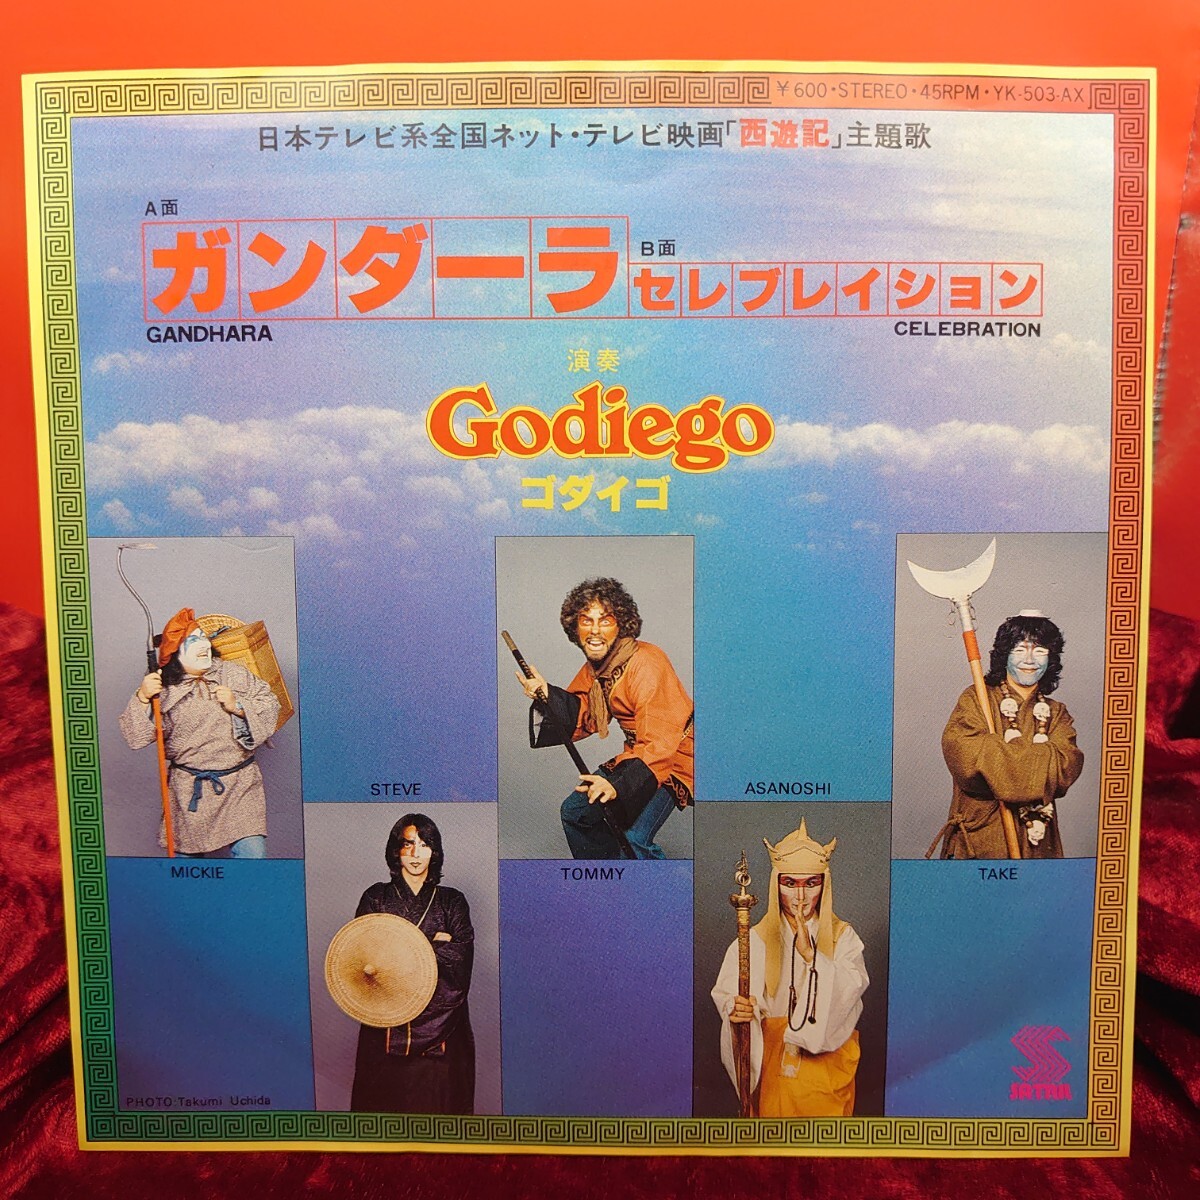 ¥600・STEREO・45RPM・YK-503-AX
日本テレビ系全国ネット・テレビ映画「西遊記」主題歌
A面
ガンダーラ
GANDHARA
B面
セレブレイション
CELEBRATION
演奏
Godiego
ゴダイゴ
MICKIE
STEVE
TOMMY
ASANOSHI
TAKE
PHOTO:Takumi Uchida
SATRIL